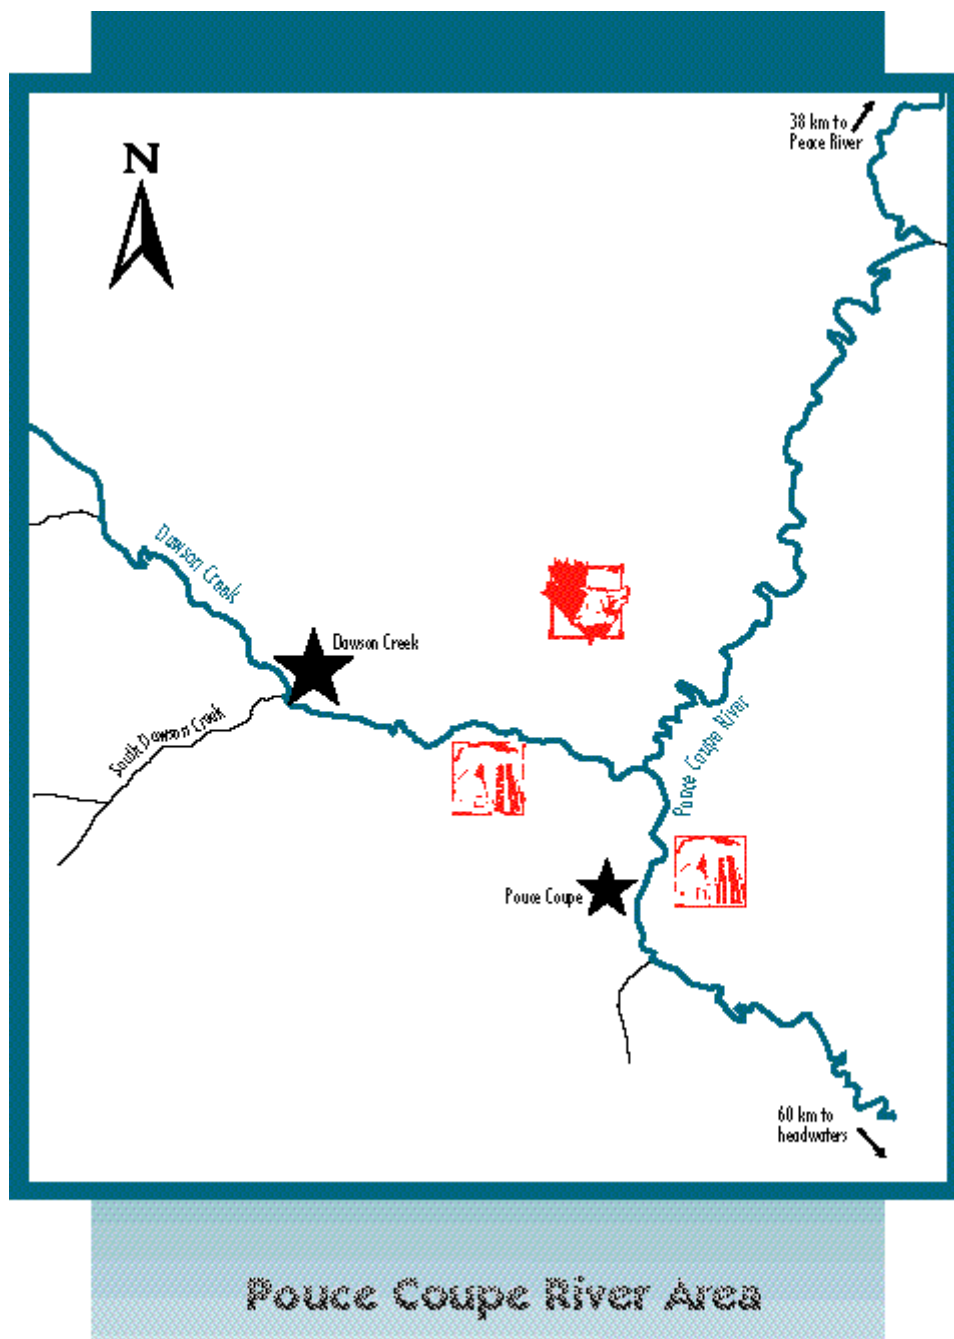 38 km to
Peace River
N
Dawson Creek
Dawson Creek
South Dawson Creek
Pouce Coupe River
Pouce Coupe
60 km to
headwaters
Pouce Coupe River Area